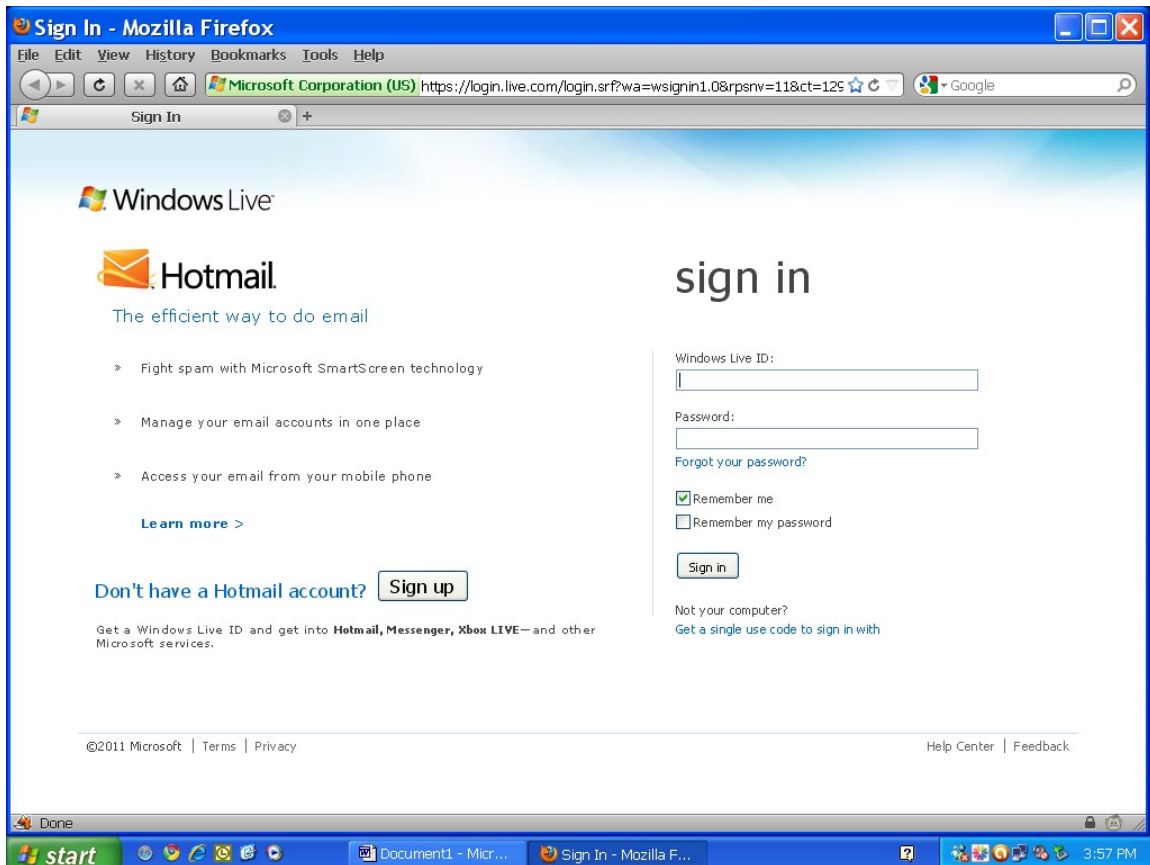 Sign In - Mozilla Firefox
File Edit View History Bookmarks Tools Help
Microsoft Corporation (US) https://login.live.com/login.srf?wa=wsignin1.0&rpsnv=11&ct=129 Google
Sign In
Windows Live
Hotmail
The efficient way to do email
» Fight spam with Microsoft SmartScreen technology
» Manage your email accounts in one place
» Access your email from your mobile phone
Learn more >
Don't have a Hotmail account? Sign up
Get a Windows Live ID and get into Hotmail, Messenger, Xbox LIVE—and other
Microsoft services.
sign in
Windows Live ID:
Password:
Forgot your password?
Remember me
Remember my password
Sign in
Not your computer?
Get a single use code to sign in with
©2011 Microsoft | Terms | Privacy
Help Center | Feedback
Done
start Document1 - Micr... Sign In - Mozilla F... 3:57 PM